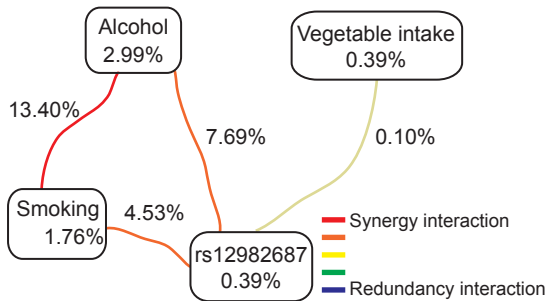 Alcohol
2.99%
Vegetable intake
0.39%
13.40%
7.69%
0.10%
Smoking
1.76%
4.53%
rs12982687
0.39%
Synergy interaction
Redundancy interaction